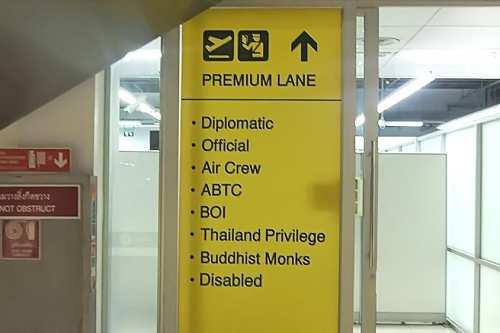 PREMIUM LANE
• Diplomatic
• Official
• Air Crew
• ABTC
• BOI
• Thailand Privilege
• Buddhist Monks
• Disabled
NOT OBSTRUCT